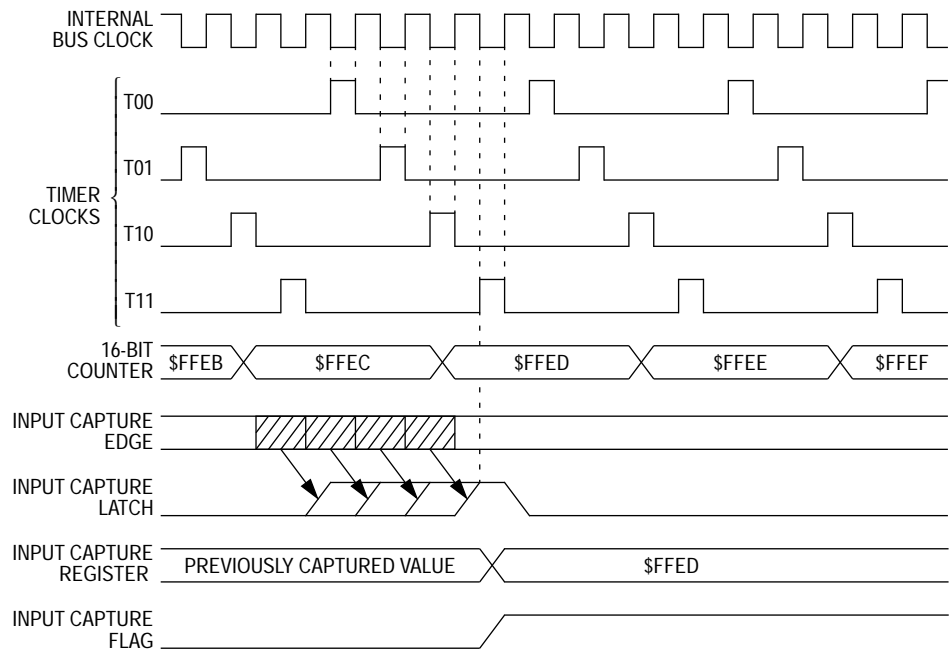 INTERNAL
BUS CLOCK
T00
T01
TIMER
CLOCKS
T10
T11
16-BIT
COUNTER
$FFEB
$FFEC
$FFED
$FFEE
$FFEF
INPUT CAPTURE
EDGE
INPUT CAPTURE
LATCH
INPUT CAPTURE
REGISTER
PREVIOUSLY CAPTURED VALUE
$FFED
INPUT CAPTURE
FLAG